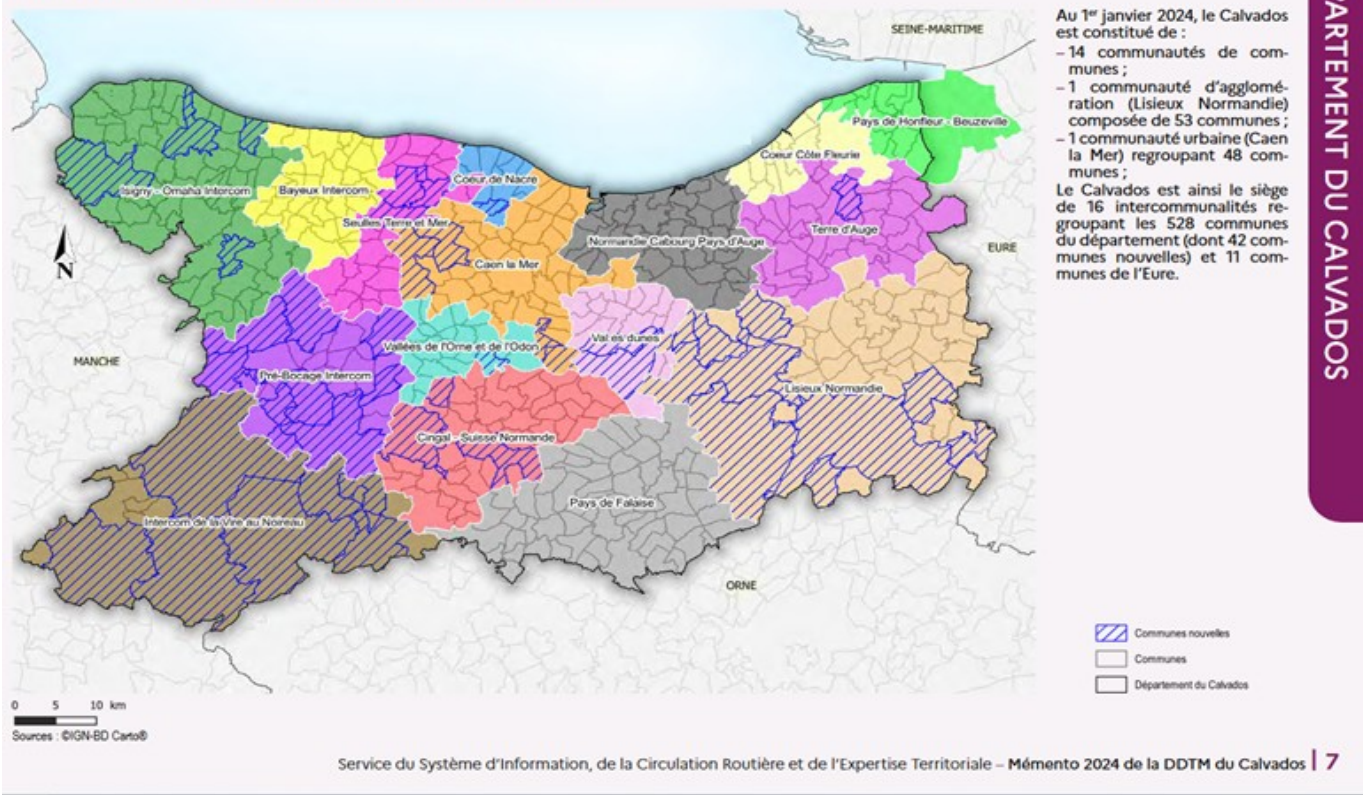 SEINE-MARITIME
Pays de Honfleur - Beuzeville
Coeur Côte Fleurie
Coeur de Nacre
Isigny - Omaha Intercom
Bayeux Intercom
Seulles Terre et Mer
Terre d'Auge
Normandie Cabourg Pays d'Auge
EURE
Caen la Mer
N
Val es dunes
Vallées de l'Orne et de l'Odon
MANCHE
Pré-Bocage Intercom
Lisieux Normandie
Cingal - Suisse Normande
Pays de Falaise
Intercom de la Vire au Noireau
ORNE
0 5 10 km
Sources : ©IGN-BD Carto®
Au 1er janvier 2024, le Calvados
est constitué de :
– 14 communautés de com-
munes ;
– 1 communauté d'agglomé-
ration (Lisieux Normandie)
composée de 53 communes ;
– 1 communauté urbaine (Caen
la Mer) regroupant 48 com-
munes ;
Le Calvados est ainsi le siège
de 16 intercommunalités re-
groupant les 528 communes
du département (dont 42 com-
munes nouvelles) et 11 com-
munes de l'Eure.
Communes nouvelles
Communes
Département du Calvados
PARTEMENT DU CALVADOS
Service du Système d'Information, de la Circulation Routière et de l'Expertise Territoriale – Mémento 2024 de la DDTM du Calvados | 7